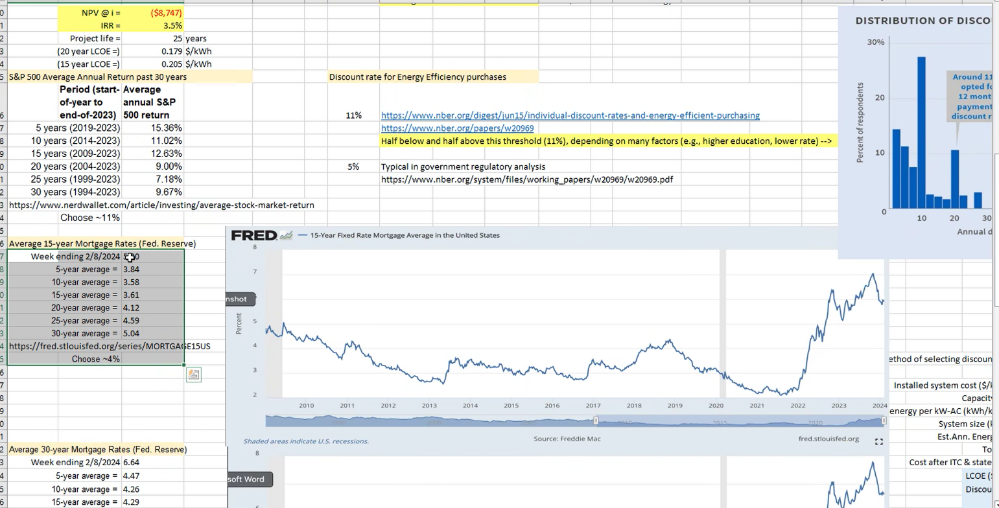 NPV @ i = ($8,747)
IRR = 3.5%
Project life = 25 years
(20 year LCOE =) 0.179 $/kWh
(15 year LCOE =) 0.205 $/kWh
S&P 500 Average Annual Return past 30 years
Period (start-of-year to end-of-2023) Average annual S&P 500 return
5 years (2019-2023) 15.36%
10 years (2014-2023) 11.02%
15 years (2009-2023) 12.63%
20 years (2004-2023) 9.00%
25 years (1999-2023) 7.18%
30 years (1994-2023) 9.67%
https://www.nerdwallet.com/article/investing/average-stock-market-return
Choose ~11%
Discount rate for Energy Efficiency purchases
11% https://www.nber.org/digest/jun15/individual-discount-rates-and-energy-efficient-purchasing
https://www.nber.org/papers/w20969
Half below and half above this threshold (11%), depending on many factors (e.g., higher education, lower rate) -->
5% Typical in government regulatory analysis
https://www.nber.org/system/files/working_papers/w20969/w20969.pdf
DISTRIBUTION OF DISCO
30%
20
10
0
Percent of respondents
Around 11
opted fo
12 mont
payment
discount r
10 20 30
Annual d
Average 15-year Mortgage Rates (Fed. Reserve)
Week ending 2/8/2024
5-year average = 3.84
10-year average = 3.58
15-year average = 3.61
20-year average = 4.12
25-year average = 4.59
30-year average = 5.04
https://fred.stlouisfed.org/series/MORTGAGE15US
Choose ~4%
FRED 15-Year Fixed Rate Mortgage Average in the United States
8
7
5
4
3
2
Percent
nshot
2010 2011 2012 2013 2014 2015 2016 2017 2018 2019 2020 2021 2022 2023 2024
2000 2010 2015 2020
Shaded areas indicate U.S. recessions. Source: Freddie Mac fred.stlouisfed.org
Average 30-year Mortgage Rates (Fed. Reserve)
Week ending 2/8/2024 6.64
5-year average = 4.47
10-year average = 4.26
15-year average = 4.29
8
7
soft Word
ethod of selecting discoun
Installed system cost ($/k
Capacity
energy per kW-AC (kWh/k
System size (k
Est.Ann. Energ
To
Cost after ITC & state
LCOE ($
Discou